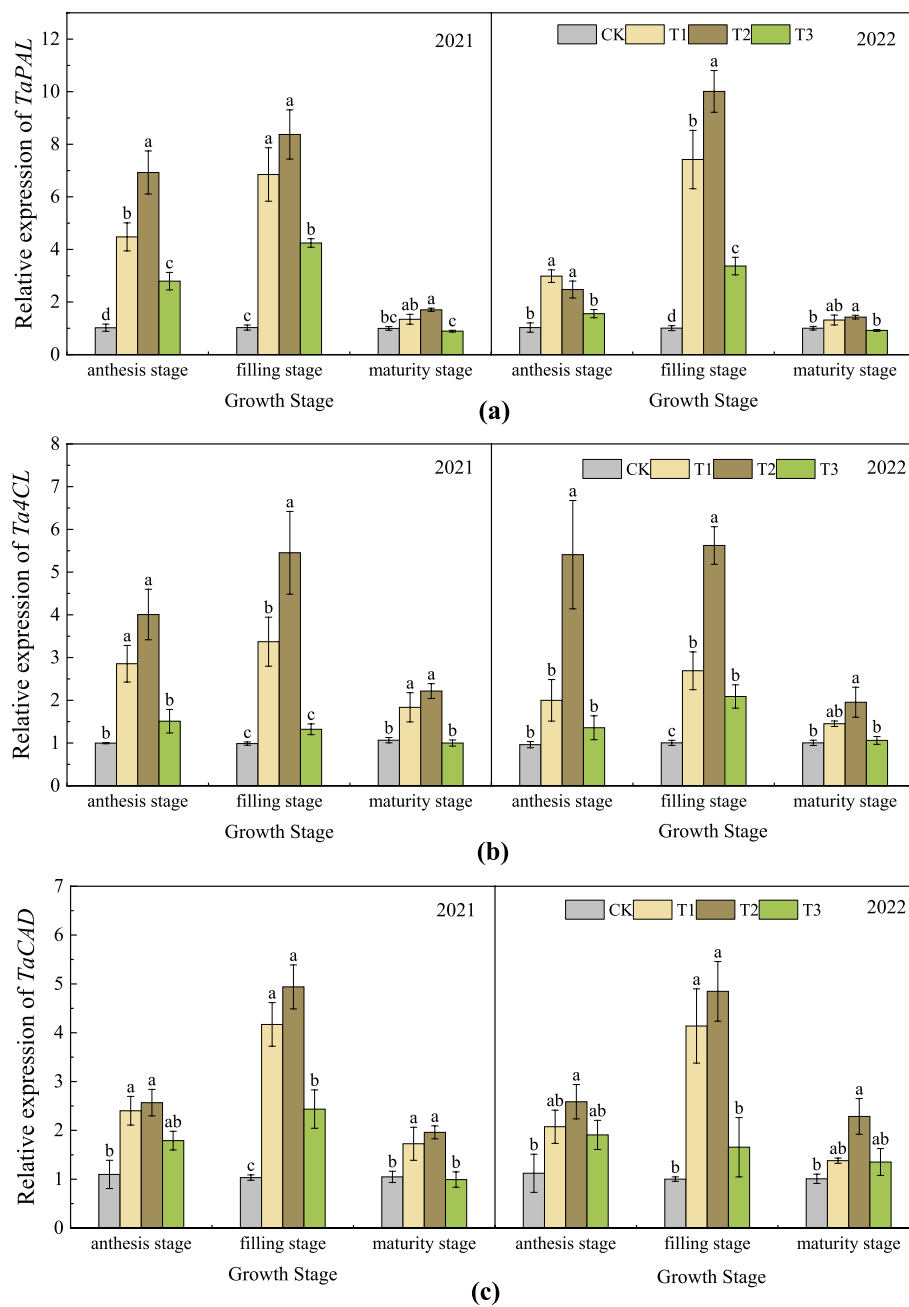 Relative expression of TaPAL
12
10
8
6
4
2
0
2021
2022
CK T1 T2 T3
d b a c
c a a b
bc ab a c
b a a b
d b a c
b ab a b
anthesis stage filling stage maturity stage anthesis stage filling stage maturity stage
Growth Stage Growth Stage
(a)
Relative expression of Ta4CL
8
7
6
5
4
3
2
1
0
2021
2022
CK T1 T2 T3
b a a b
c b a c
b a a b
b b a b
c b a b
b ab a b
anthesis stage filling stage maturity stage anthesis stage filling stage maturity stage
Growth Stage Growth Stage
(b)
Relative expression of TaCAD
7
6
5
4
3
2
1
0
2021
2022
CK T1 T2 T3
b a a ab
c a a b
b a a b
b ab a ab
b a a b
b ab a ab
anthesis stage filling stage maturity stage anthesis stage filling stage maturity stage
Growth Stage Growth Stage
(c)